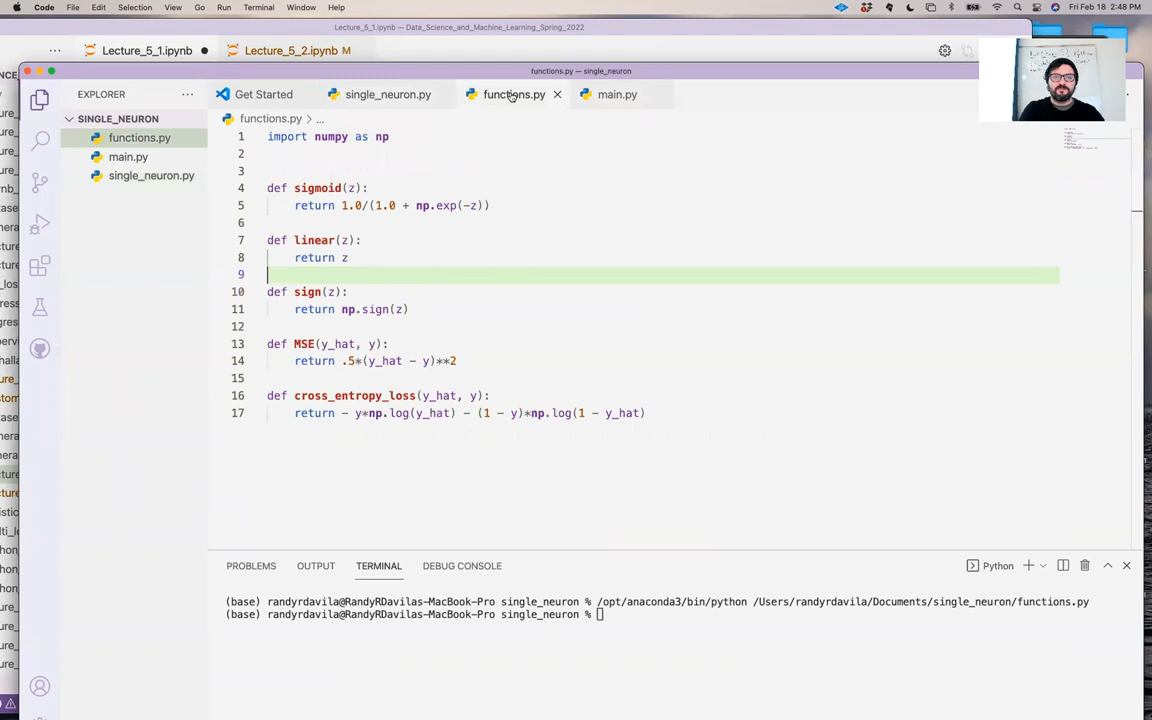 Code File Edit Selection View Go Run Terminal Window Help Fri Feb 18 2:48 PM
Lecture_5_1.ipynb — Data_Science_and_Machine_Learning_Spring_2022
Lecture_5_1.ipynb Lecture_5_2.ipynb M
functions.py — single_neuron
EXPLORER Get Started single_neuron.py functions.py main.py
SINGLE_NEURON functions.py > ...
functions.py
main.py
single_neuron.py
1 import numpy as np
2
3
4 def sigmoid(z):
5     return 1.0/(1.0 + np.exp(-z))
6
7 def linear(z):
8     return z
9
10 def sign(z):
11     return np.sign(z)
12
13 def MSE(y_hat, y):
14     return .5*(y_hat - y)**2
15
16 def cross_entropy_loss(y_hat, y):
17     return - y*np.log(y_hat) - (1 - y)*np.log(1 - y_hat)
PROBLEMS OUTPUT TERMINAL DEBUG CONSOLE Python
(base) randyrdavila@RandyRDavilas-MacBook-Pro single_neuron % /opt/anaconda3/bin/python /Users/randyrdavila/Documents/single_neuron/functions.py
(base) randyrdavila@RandyRDavilas-MacBook-Pro single_neuron %